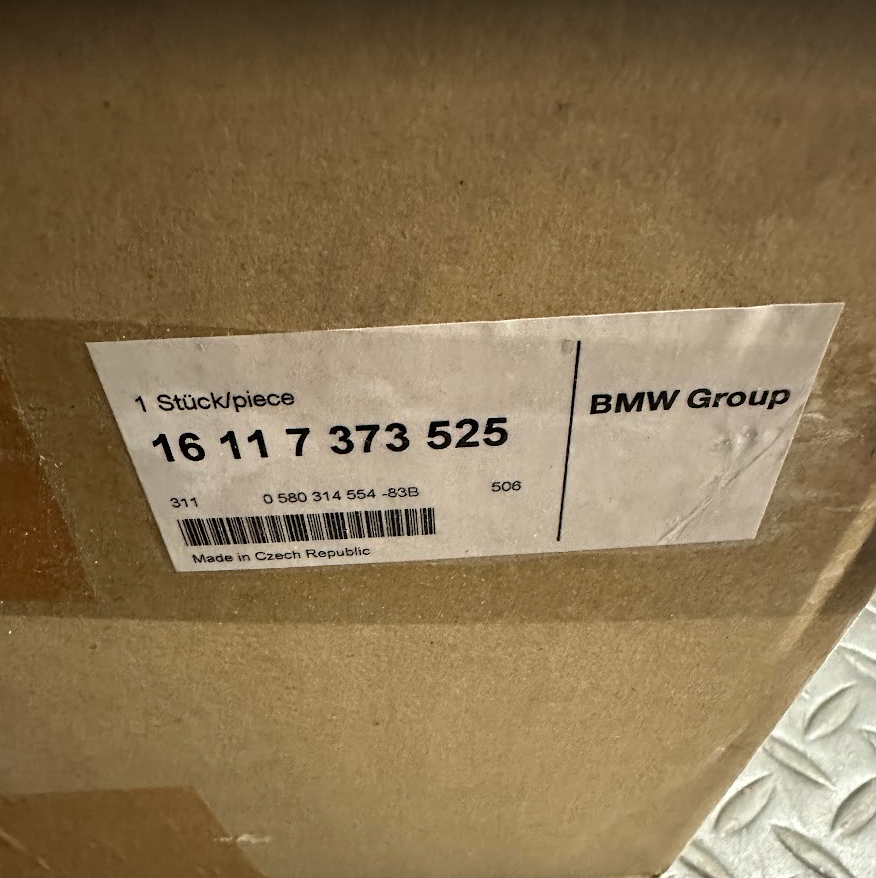 1 Stück/piece
16 11 7 373 525
311 0 580 314 554 -83B 506
Made in Czech Republic
BMW Group